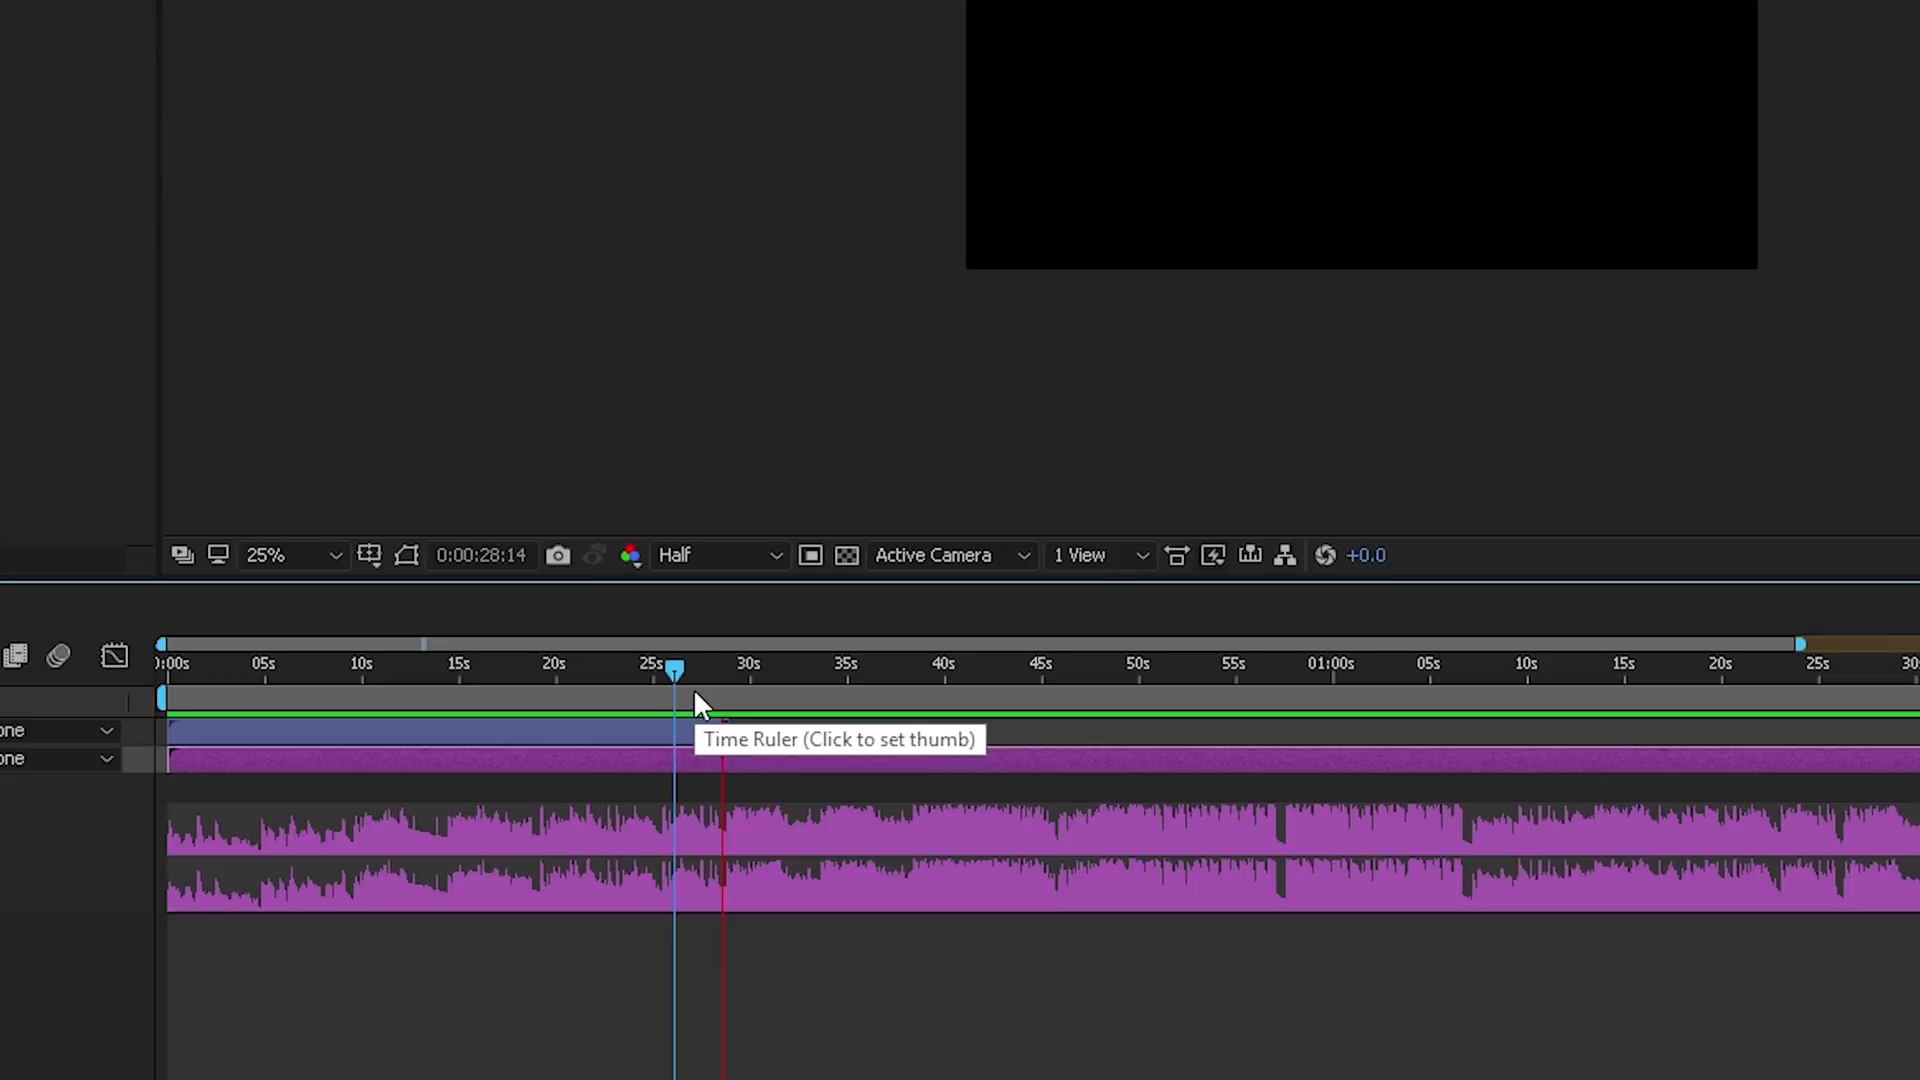 25%
0:00:28:14
Half
Active Camera
1 View
+0.0
0:00s 05s 10s 15s 20s 25s 30s 35s 40s 45s 50s 55s 01:00s 05s 10s 15s 20s 25s 30s
one
Time Ruler (Click to set thumb)
one